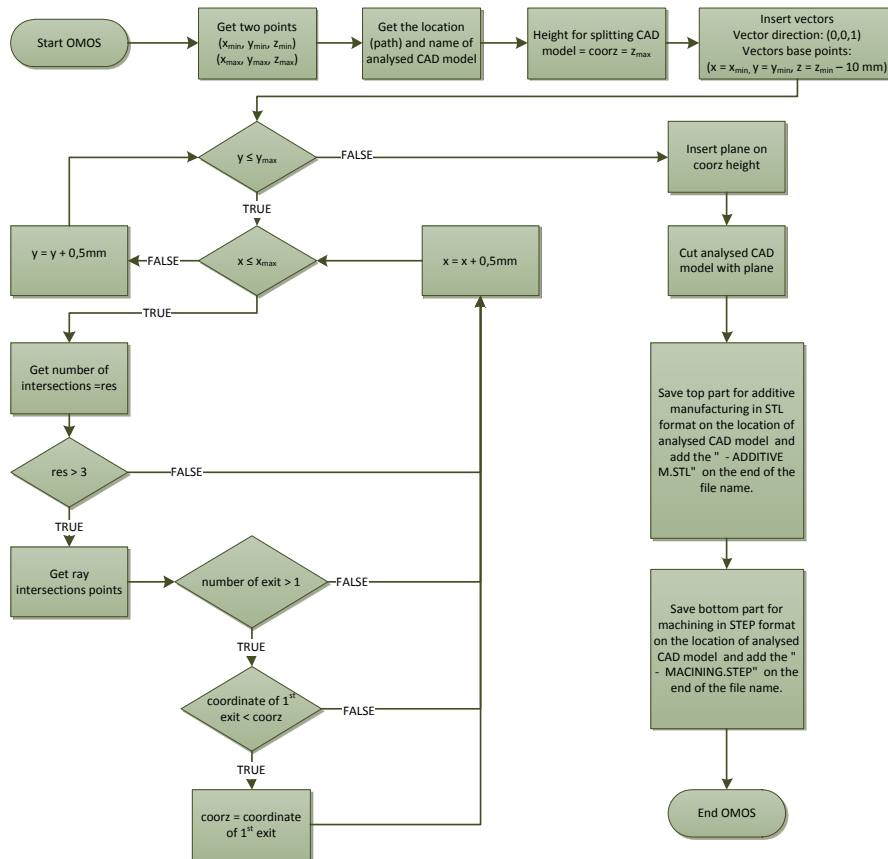 Start OMOS
Get two points
(xmin, ymin, zmin)
(xmax, ymax, zmax)
Get the location
(path) and name of
analysed CAD model
Height for splitting CAD
model = coorz = zmax
Insert vectors
Vector direction: (0,0,1)
Vectors base points:
(x = xmin, y = ymin, z = zmin – 10 mm)
y ≤ ymax
FALSE
Insert plane on
coorz height
TRUE
y = y + 0,5mm
FALSE
x ≤ xmax
x = x + 0,5mm
Cut analysed CAD
model with plane
TRUE
Get number of
intersections =res
Save top part for additive
manufacturing in STL
format on the location of
analysed CAD model and
add the " - ADDITIVE
M.STL" on the end of the
file name.
res > 3
FALSE
TRUE
Get ray
intersections points
number of exit > 1
FALSE
Save bottom part for
machining in STEP format
on the location of analysed
CAD model and add the "
- MACINING.STEP" on the
end of the file name.
TRUE
coordinate of 1st
exit < coorz
FALSE
TRUE
coorz = coordinate
of 1st exit
End OMOS